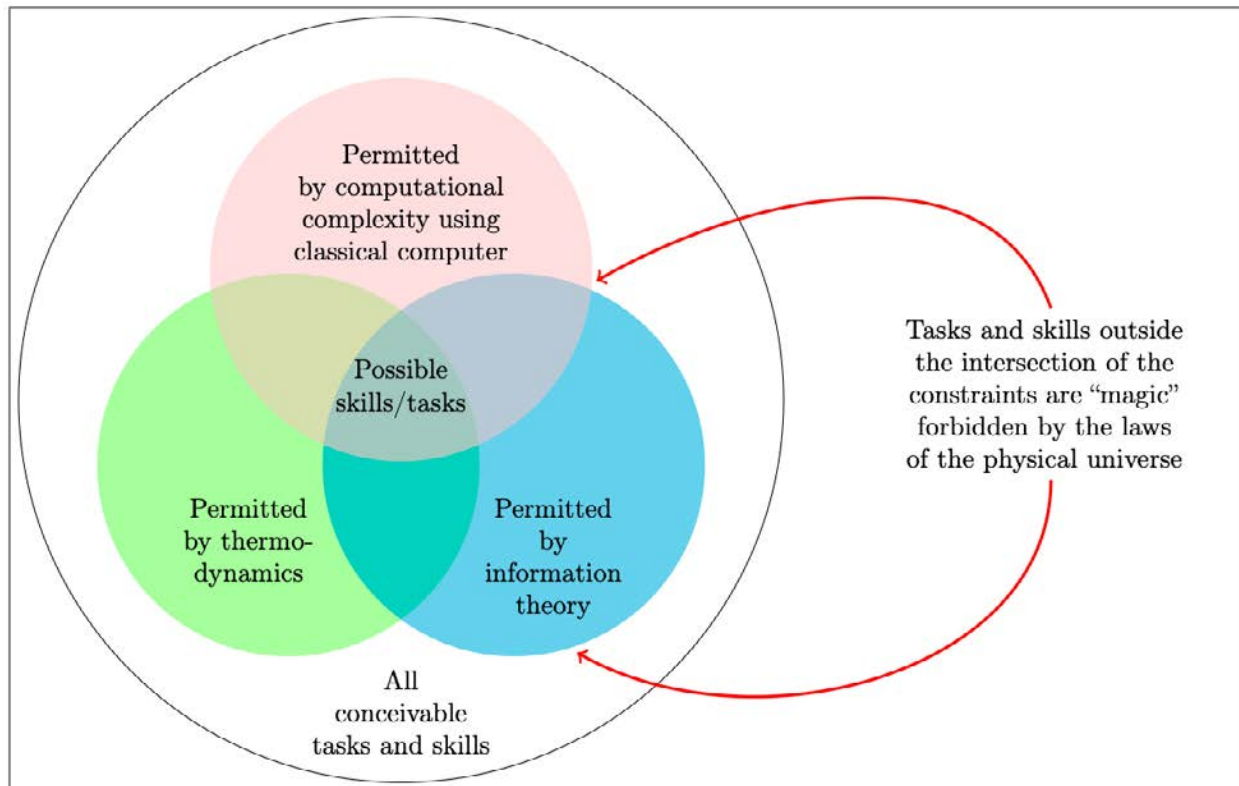 Permitted
by computational
complexity using
classical computer
Possible
skills/tasks
Permitted
by thermo-
dynamics
Permitted
by
information
theory
All
conceivable
tasks and skills
Tasks and skills outside
the intersection of the
constraints are “magic”
forbidden by the laws
of the physical universe